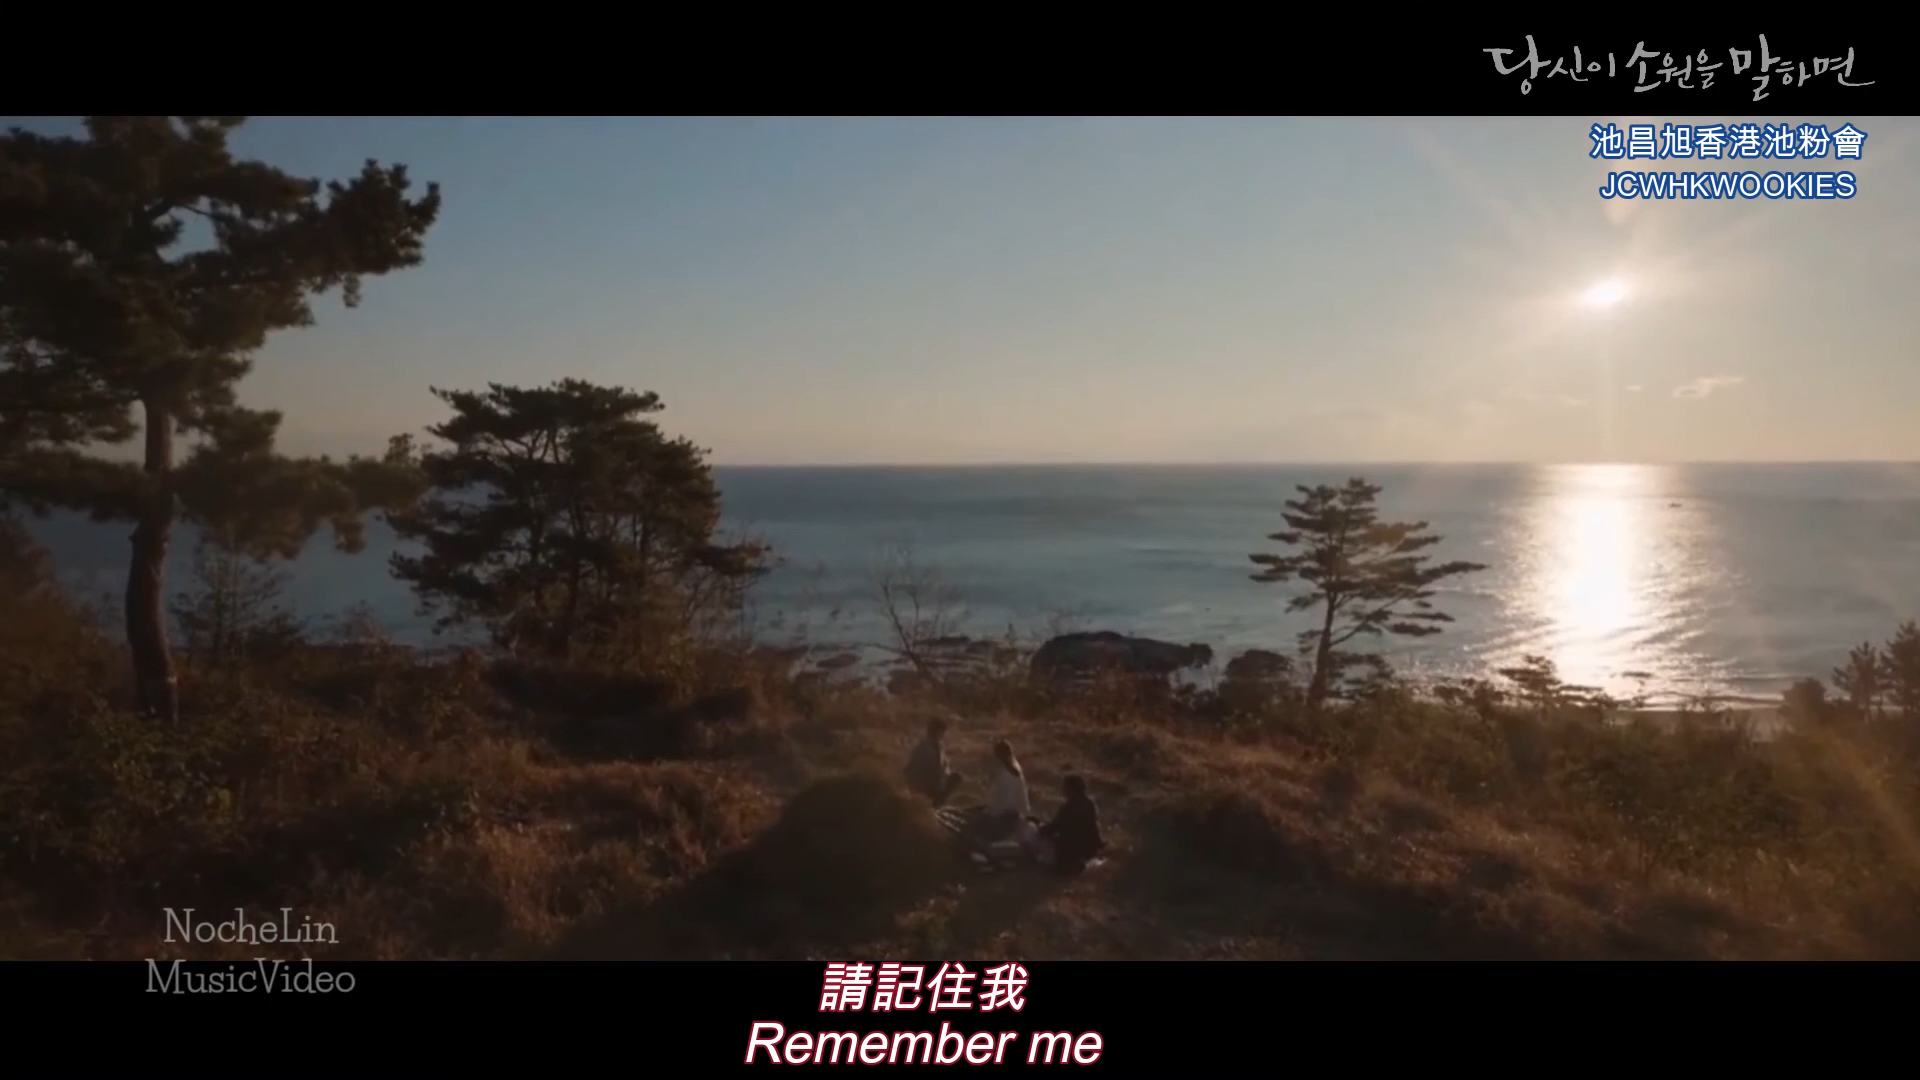 당신이 소원을 말하면
池昌旭香港池粉會
JCWHKWOOKIES
NocheLin
MusicVideo
請記住我
Remember me